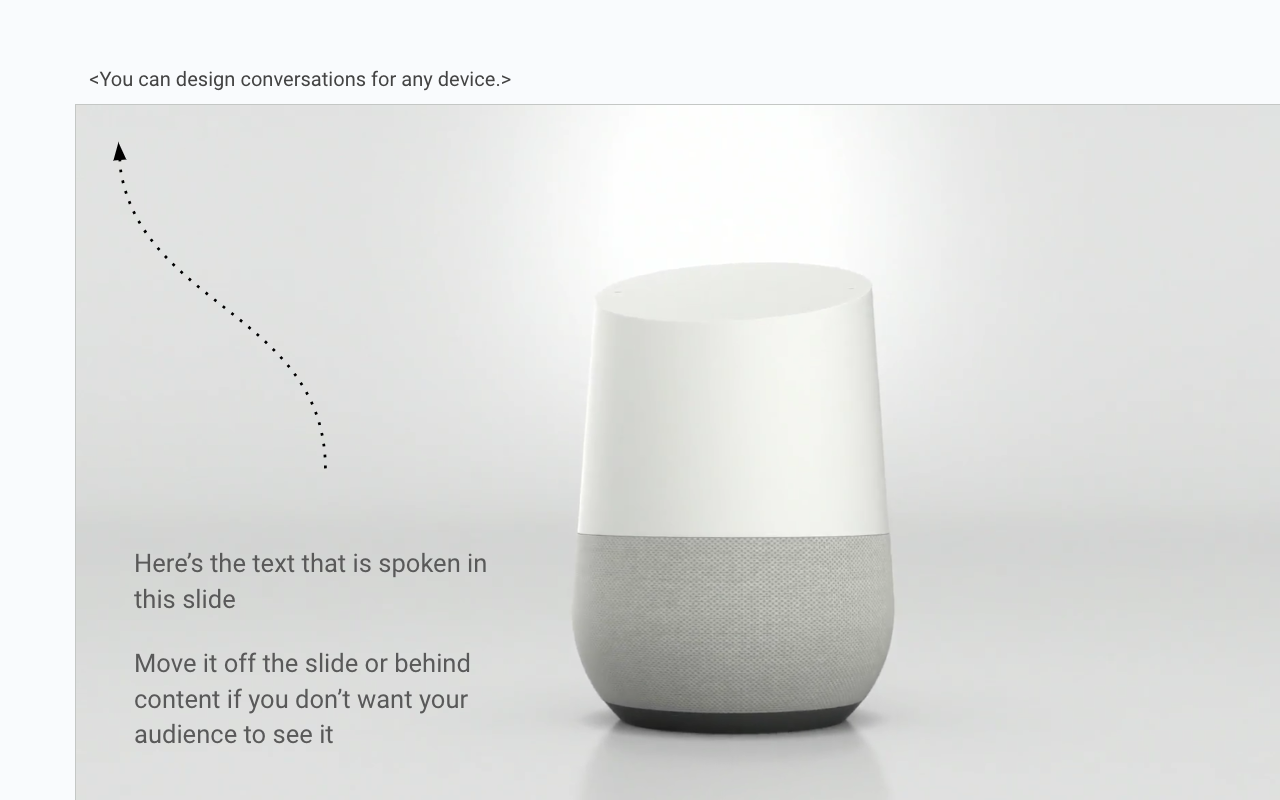 <You can design conversations for any device.>
Here’s the text that is spoken in
this slide
Move it off the slide or behind
content if you don’t want your
audience to see it